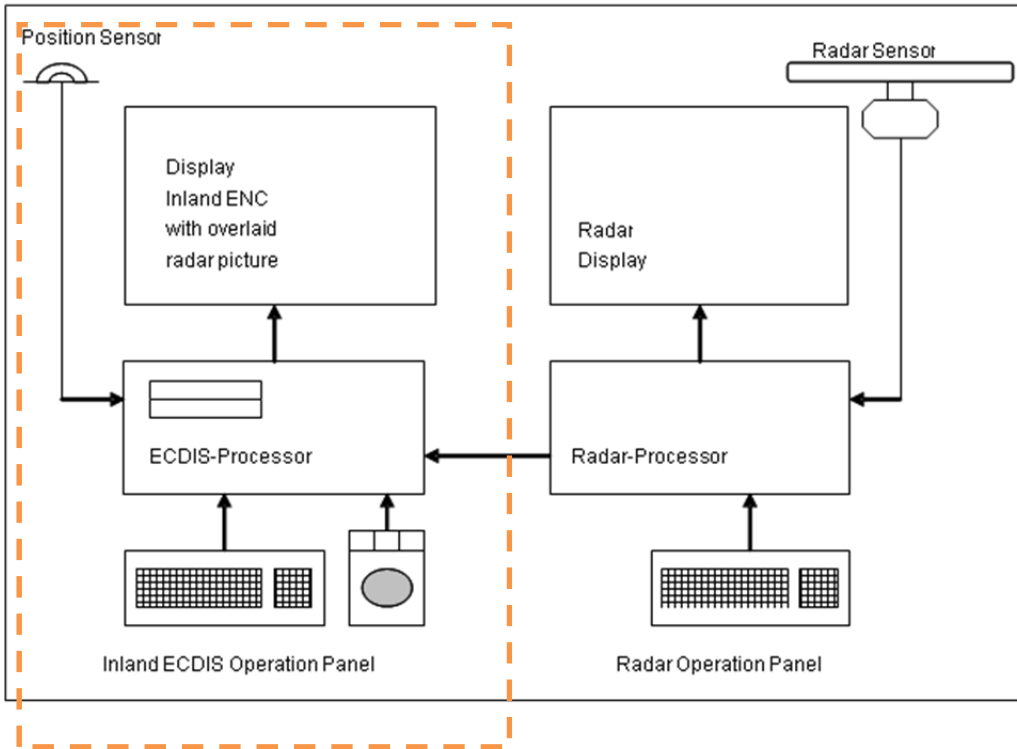 Position Sensor
Radar Sensor
Display
Inland ENC
with overlaid
radar picture
Radar
Display
ECDIS-Processor
Radar-Processor
Inland ECDIS Operation Panel
Radar Operation Panel